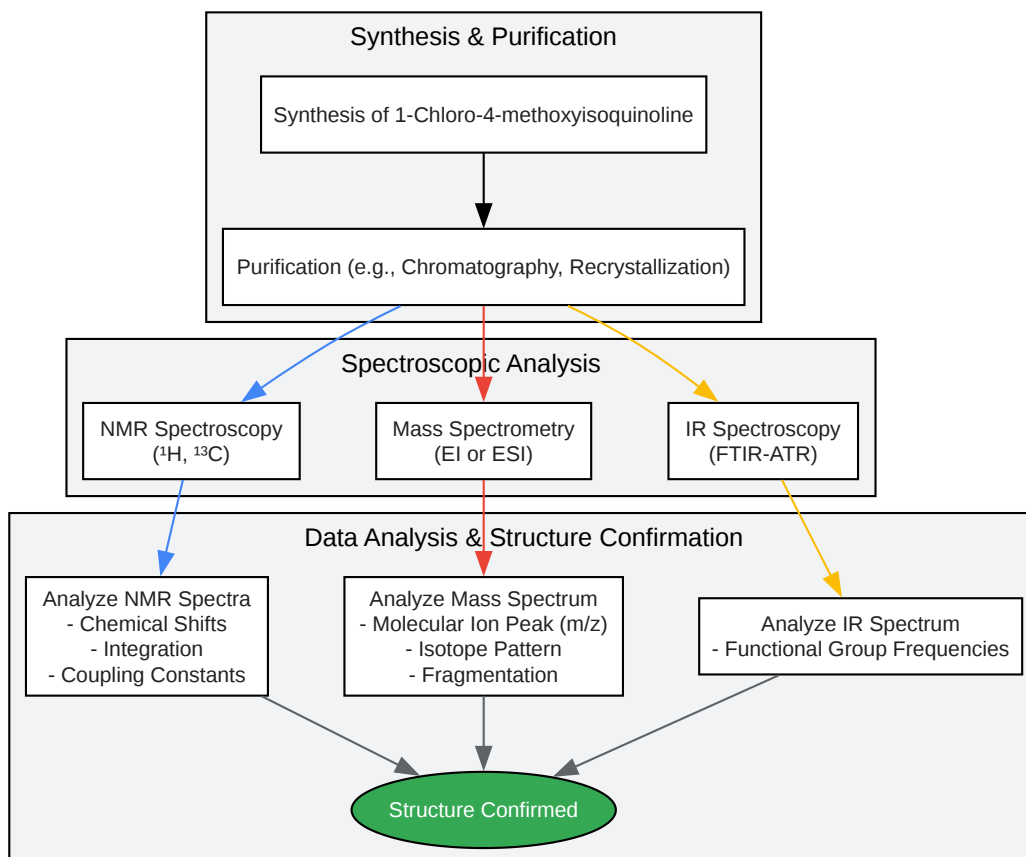 Synthesis & Purification
Synthesis of 1-Chloro-4-methoxyisoquinoline
Purification (e.g., Chromatography, Recrystallization)
Spectroscopic Analysis
NMR Spectroscopy
(¹H, ¹³C)
Mass Spectrometry
(EI or ESI)
IR Spectroscopy
(FTIR-ATR)
Data Analysis & Structure Confirmation
Analyze NMR Spectra
- Chemical Shifts
- Integration
- Coupling Constants
Analyze Mass Spectrum
- Molecular Ion Peak (m/z)
- Isotope Pattern
- Fragmentation
Analyze IR Spectrum
- Functional Group Frequencies
Structure Confirmed